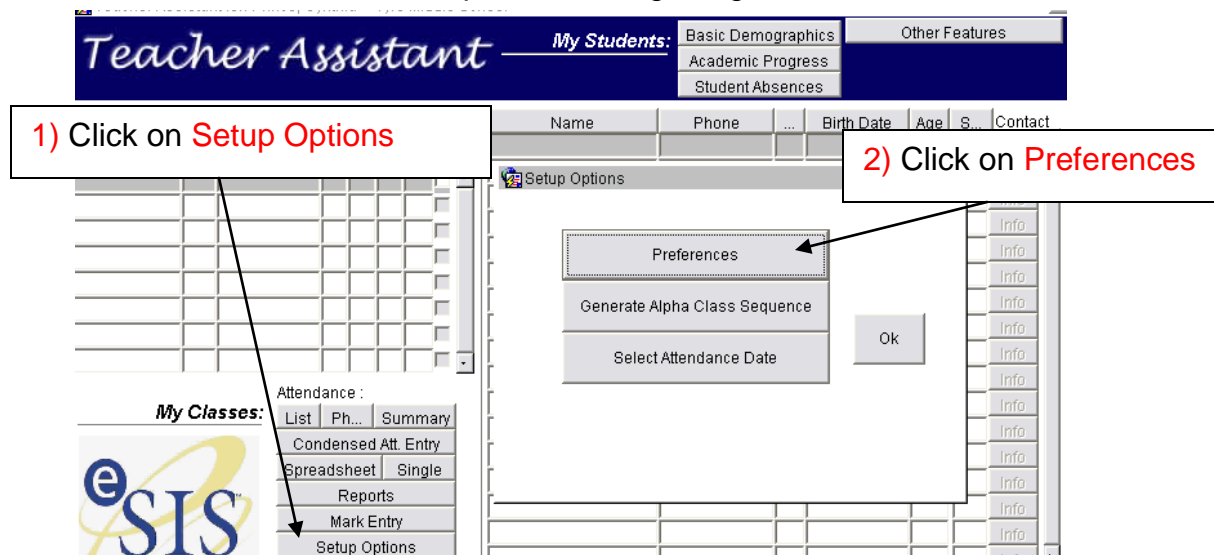 Teacher Assistant
My Students:
Basic Demographics
Other Features
Academic Progress
Student Absences
1) Click on Setup Options
Name Phone ... Birth Date Age S... Contact
2) Click on Preferences
Setup Options
Info
Preferences
Info
Info
Generate Alpha Class Sequence
Info
Info
Ok
Select Attendance Date
Info
Info
Attendance :
My Classes:
List Ph... Summary
Info
Condensed Att. Entry
Info
Spreadsheet Single
Info
Reports
Info
Mark Entry
Info
Setup Options
Info
eSIS